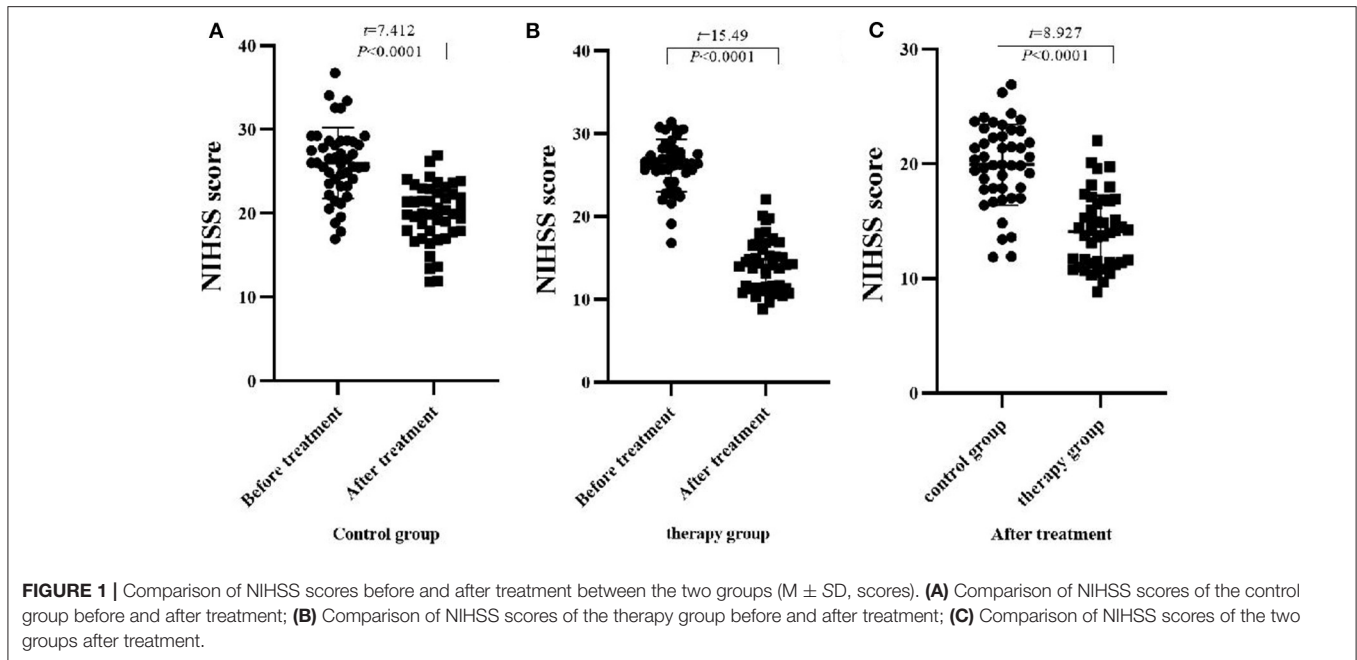 A
t=7.412
P<0.0001
40
30
20
10
0
NIHSS score
Before treatment
After treatment
Control group
B
t=15.49
P<0.0001
40
30
20
10
0
NIHSS score
Before treatment
After treatment
therapy group
C
t=8.927
P<0.0001
30
20
10
0
NIHSS score
control group
therapy group
After treatment
FIGURE 1 | Comparison of NIHSS scores before and after treatment between the two groups (M ± SD, scores). (A) Comparison of NIHSS scores of the control
group before and after treatment; (B) Comparison of NIHSS scores of the therapy group before and after treatment; (C) Comparison of NIHSS scores of the two
groups after treatment.